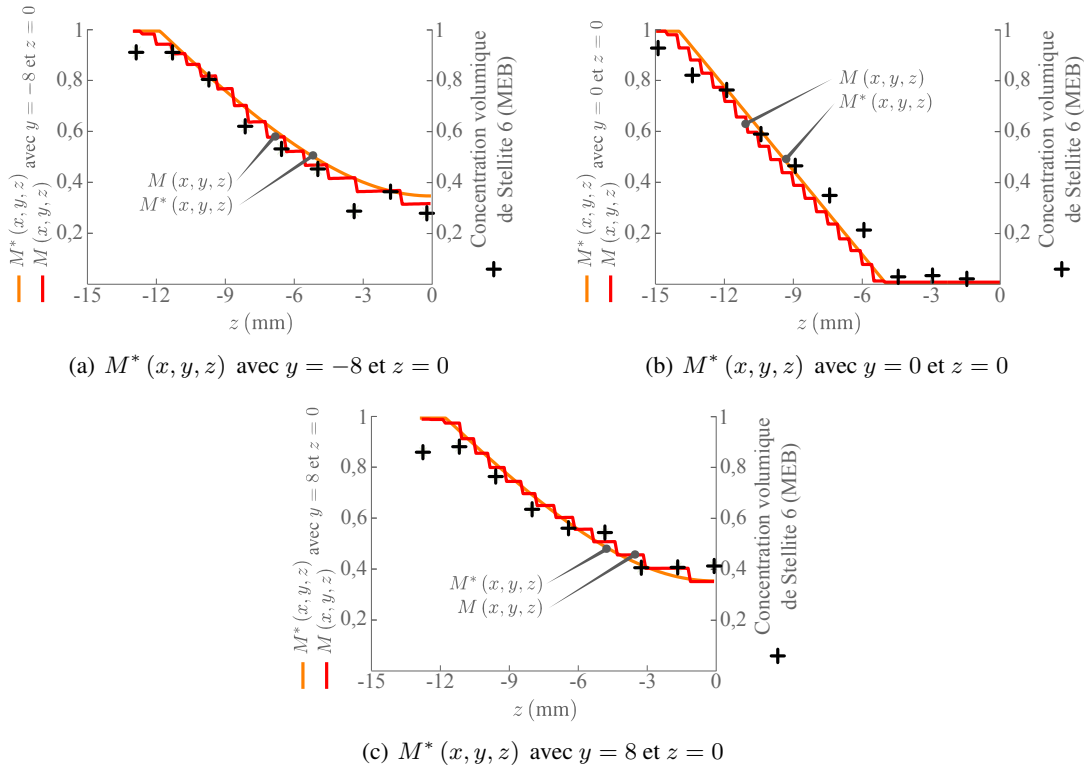 M* (x, y, z) avec y = −8 et z = 0
M (x, y, z)
1
0,8
0,6
0,4
0,2
M (x, y, z)
M* (x, y, z)
1
0,8
0,6
0,4
0,2
Concentration volumique
de Stellite 6 (MEB)
-15 -12 -9 -6 -3 0
z (mm)
(a) M* (x, y, z) avec y = −8 et z = 0
M* (x, y, z) avec y = 0 et z = 0
M (x, y, z)
1
0,8
0,6
0,4
0,2
M (x, y, z)
M* (x, y, z)
1
0,8
0,6
0,4
0,2
Concentration volumique
de Stellite 6 (MEB)
-15 -12 -9 -6 -3 0
z (mm)
(b) M* (x, y, z) avec y = 0 et z = 0
M* (x, y, z) avec y = 8 et z = 0
M (x, y, z)
1
0,8
0,6
0,4
0,2
M* (x, y, z)
M (x, y, z)
1
0,8
0,6
0,4
0,2
Concentration volumique
de Stellite 6 (MEB)
-15 -12 -9 -6 -3 0
z (mm)
(c) M* (x, y, z) avec y = 8 et z = 0